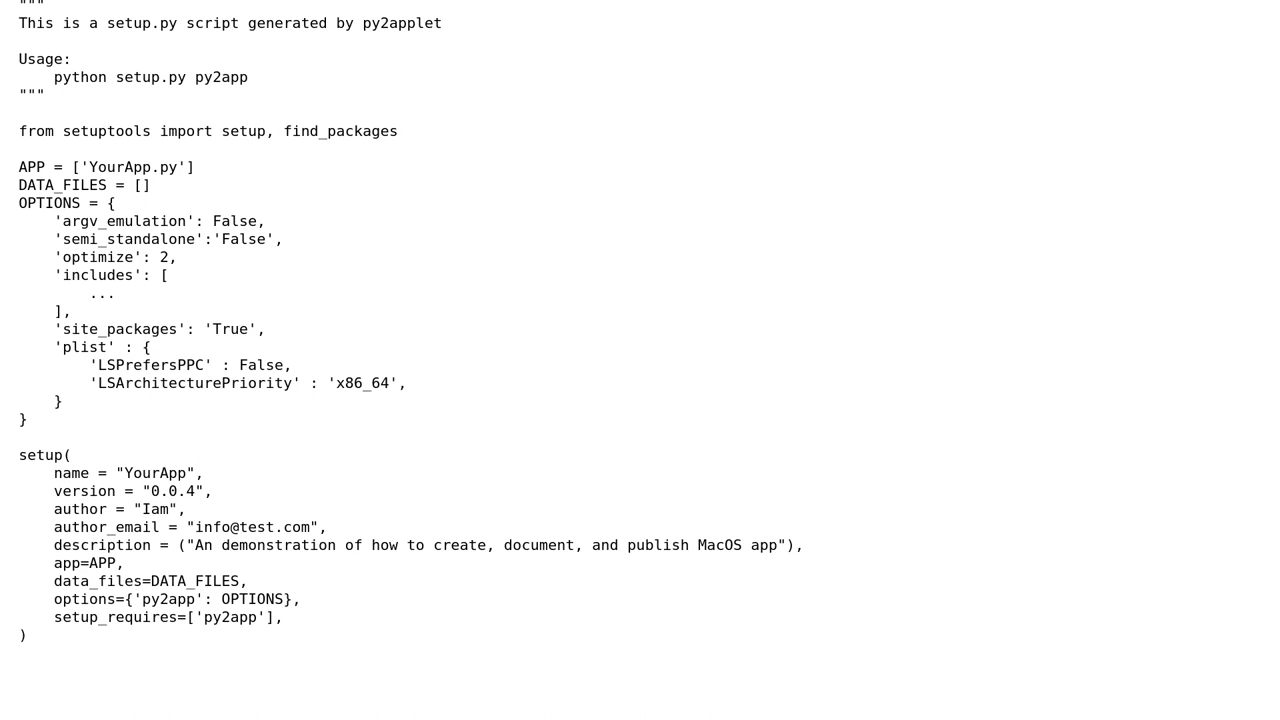 """
This is a setup.py script generated by py2applet

Usage:
    python setup.py py2app
"""

from setuptools import setup, find_packages

APP = ['YourApp.py']
DATA_FILES = []
OPTIONS = {
    'argv_emulation': False,
    'semi_standalone':'False',
    'optimize': 2,
    'includes': [
        ...
    ],
    'site_packages': 'True',
    'plist' : {
        'LSPrefersPPC' : False,
        'LSArchitecturePriority' : 'x86_64',
    }
}

setup(
    name = "YourApp",
    version = "0.0.4",
    author = "Iam",
    author_email = "info@test.com",
    description = ("An demonstration of how to create, document, and publish MacOS app"),
    app=APP,
    data_files=DATA_FILES,
    options={'py2app': OPTIONS},
    setup_requires=['py2app'],
)